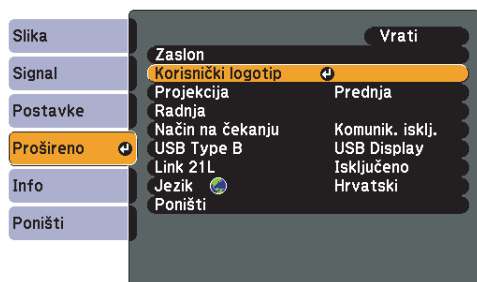 Slika
Signal
Postavke
Prošireno
Info
Poništi
Vrati
Zaslon
Korisnički logotip
Projekcija Prednja
Radnja
Način na čekanju Komunik. isklj.
USB Type B USB Display
Link 21L Isključeno
Jezik Hrvatski
Poništi